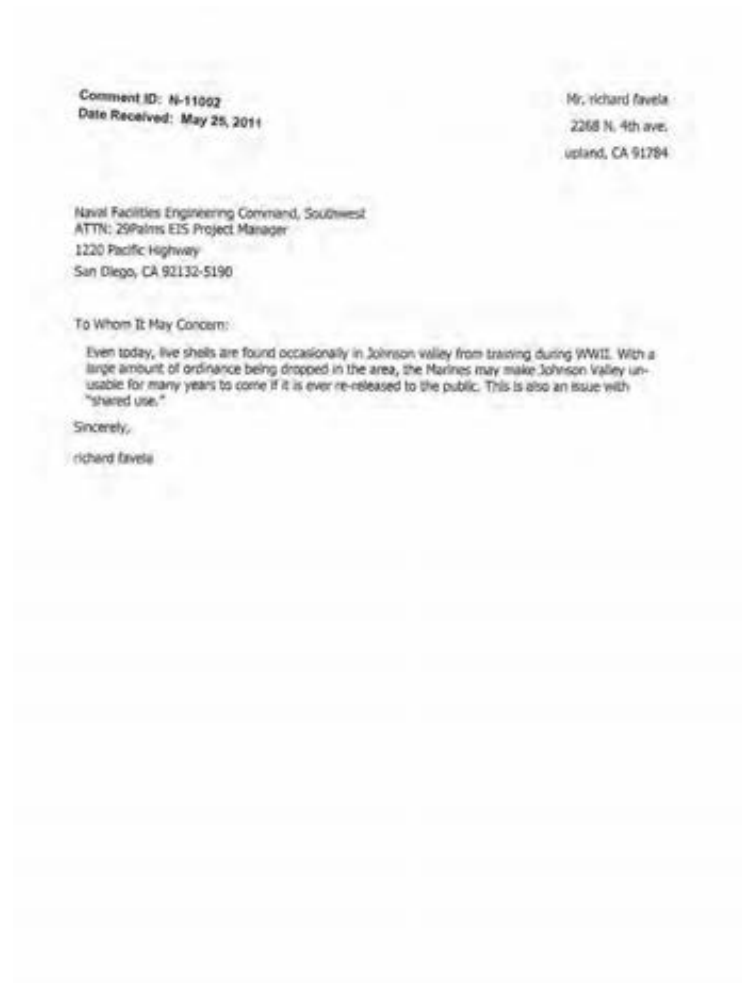 Comment ID: N-11002
Date Received: May 25, 2011
Mr. richard favela
2268 N. 4th ave.
upland, CA 91784
Naval Facilities Engineering Command, Southwest
ATTN: 29Palms EIS Project Manager
1220 Pacific Highway
San Diego, CA 92132-5190
To Whom It May Concern:
Even today, live shells are found occasionally in Johnson valley from training during WWII. With a
large amount of ordinance being dropped in the area, the Marines may make Johnson Valley un-
usable for many years to come if it is ever re-released to the public. This is also an issue with
"shared use."
Sincerely,
richard favela